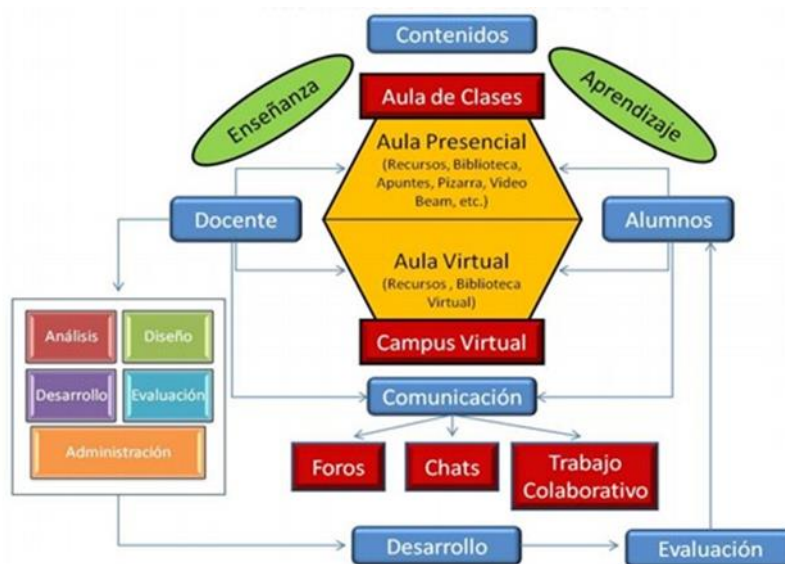 Contenidos
Enseñanza
Aprendizaje
Aula de Clases
Aula Presencial
(Recursos, Biblioteca,
Apuntes, Pizarra, Video
Beam, etc.)
Docente
Alumnos
Aula Virtual
(Recursos , Biblioteca
Virtual)
Campus Virtual
Análisis
Diseño
Desarrollo
Evaluación
Administración
Comunicación
Foros
Chats
Trabajo
Colaborativo
Desarrollo
Evaluación